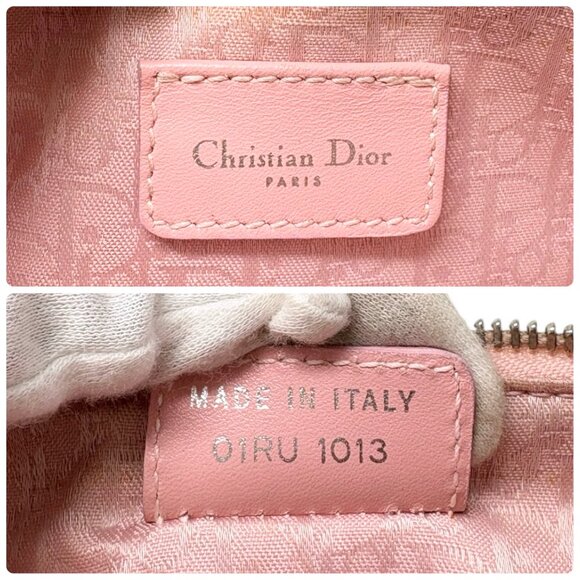 Christian Dior
PARIS
MADE IN ITALY
01RU 1013